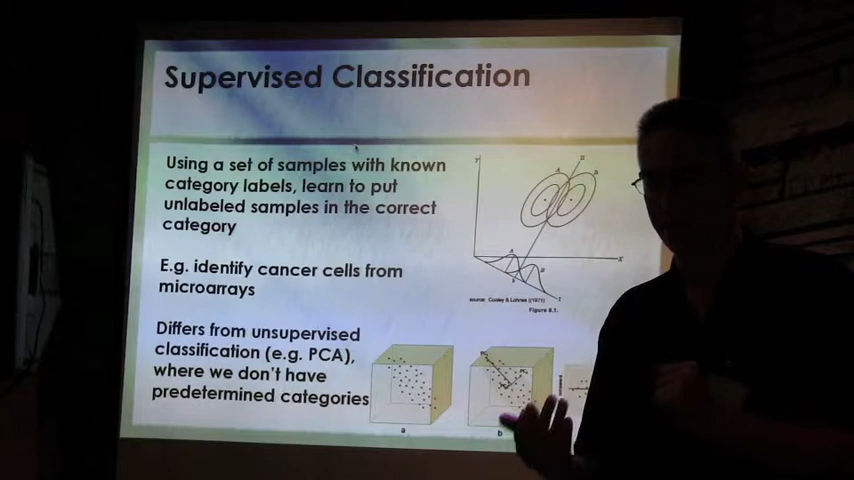 Supervised Classification
Using a set of samples with known
category labels, learn to put
unlabeled samples in the correct
category
E.g. identify cancer cells from
microarrays
Differs from unsupervised
classification (e.g. PCA),
where we don't have
predetermined categories
Y
A
II
B
X
A
B
b
I
source: Cooley & Lohnes (1971)
Figure 8.1.
a
b